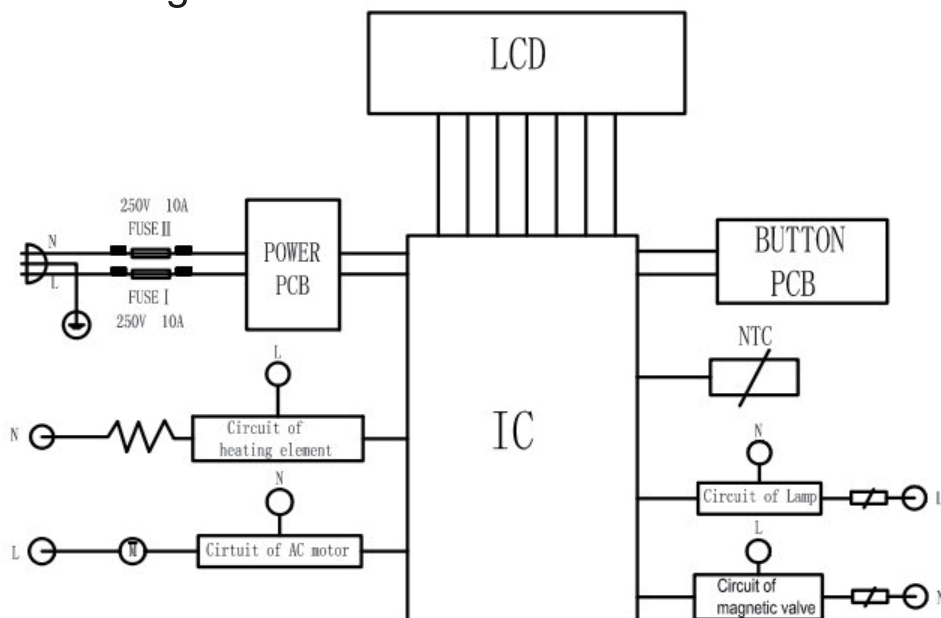 LCD
250V 10A
FUSE II
N
L
FUSE I
250V 10A
POWER
PCB
BUTTON
PCB
NTC
IC
L
N
Circuit of
heating element
N
L
M
Cirtuit of AC motor
N
Circuit of Lamp
L
L
Circuit of
magnetic valve
N